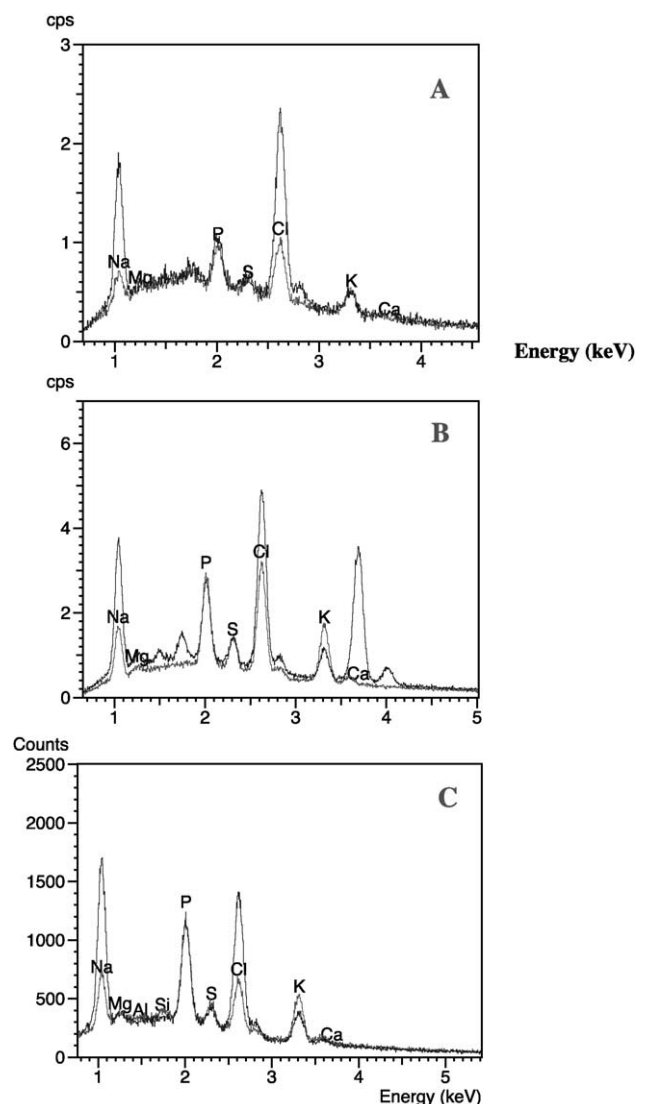 cps
3
A
2
P
Cl
1
Na
Mg
S
K
Ca
0
1 2 3 4
Energy (keV)
cps
B
6
4
P
Cl
2
Na
S
K
Mg
Ca
0
1 2 3 4 5
Counts
2500
C
2000
1500
P
1000
Na
Cl
K
500
Mg
Al
Si
S
Ca
0
1 2 3 4 5
Energy (keV)